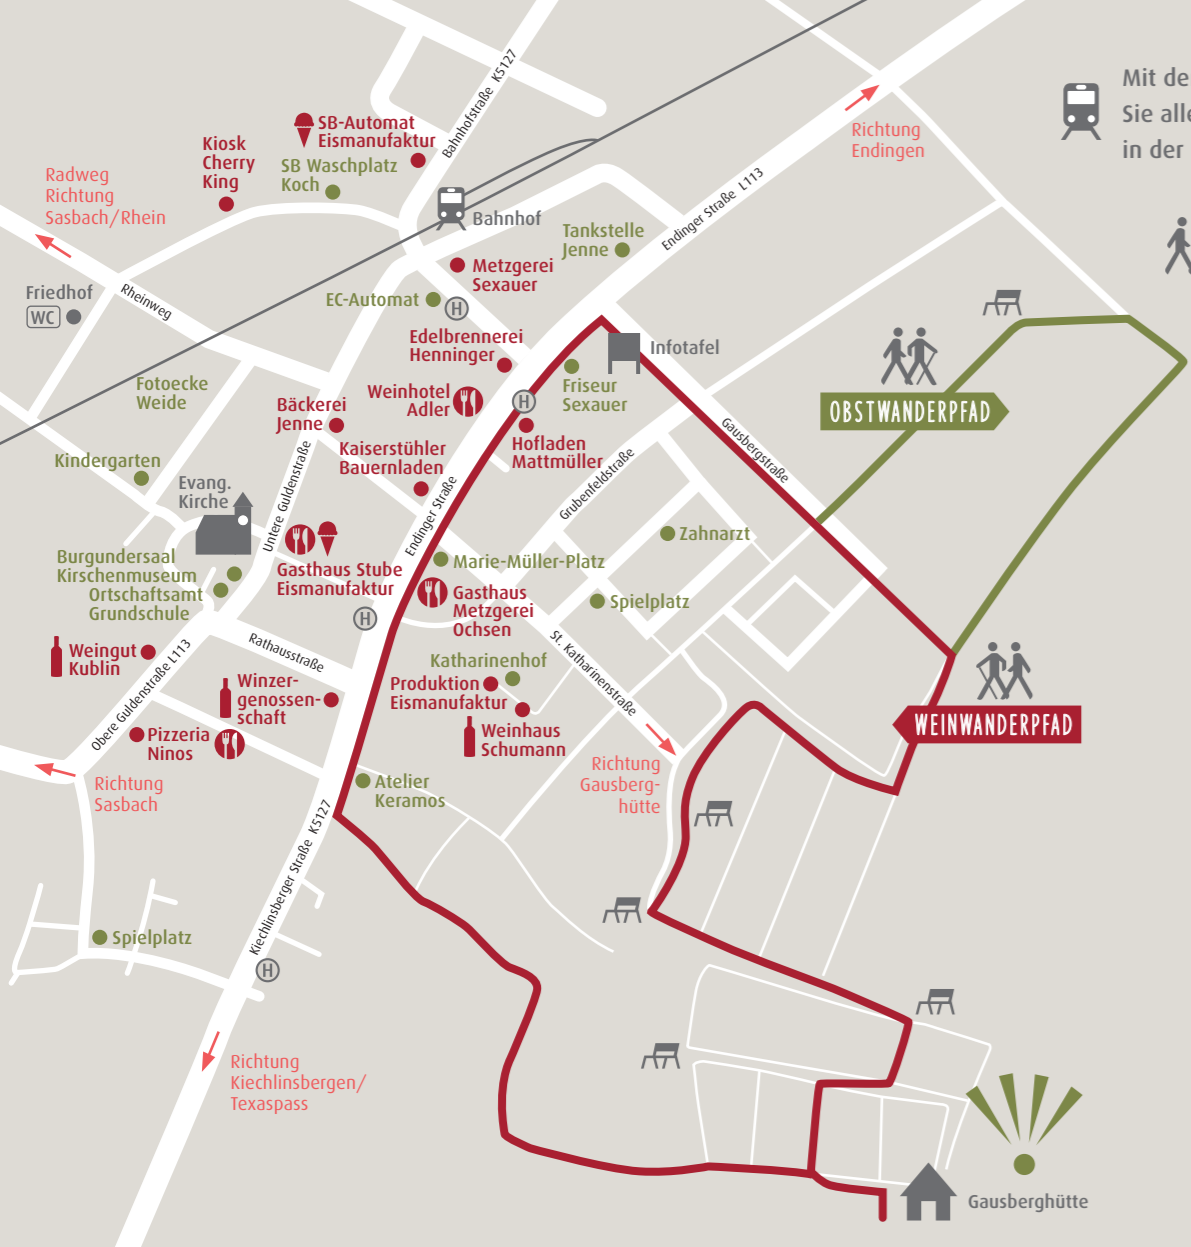 Mit de
Sie alle
in der
Bahnhofstraße K5127
SB-Automat
Eismanufaktur
Kiosk
Cherry
King
SB Waschplatz
Koch
Richtung
Endingen
Radweg
Richtung
Sasbach/Rhein
Bahnhof
Endinger Straße L113
Tankstelle
Jenne
Metzgerei
Sexauer
Friedhof
WC
Rheinweg
EC-Automat
H
Edelbrennerei
Henninger
Infotafel
Fotoecke
Weide
Weinhotel
Adler
H
Friseur
Sexauer
OBSTWANDERPFAD
Bäckerei
Jenne
Kaiserstühler
Bauernladen
Hofladen
Mattmüller
Gausbergstraße
Kindergarten
Evang.
Kirche
Untere Guldenstraße
Endinger Straße
Grubenfeldstraße
Zahnarzt
Burgundersaal
Kirschenmuseum
Ortschaftsamt
Grundschule
Gasthaus Stube
Eismanufaktur
Marie-Müller-Platz
Gasthaus
Metzgerei
Ochsen
Spielplatz
H
Weingut
Kublin
Obere Guldenstraße L113
Rathausstraße
Katharinenhof
St. Katharinenstraße
Winzer-
genossen-
schaft
Produktion
Eismanufaktur
Weinhaus
Schumann
WEINWANDERPFAD
Pizzeria
Ninos
Richtung
Gausberg-
hütte
Richtung
Sasbach
Atelier
Keramos
Kiechlinsberger Straße K5127
Spielplatz
H
Richtung
Kiechlinsbergen/
Texaspass
Gausberghütte